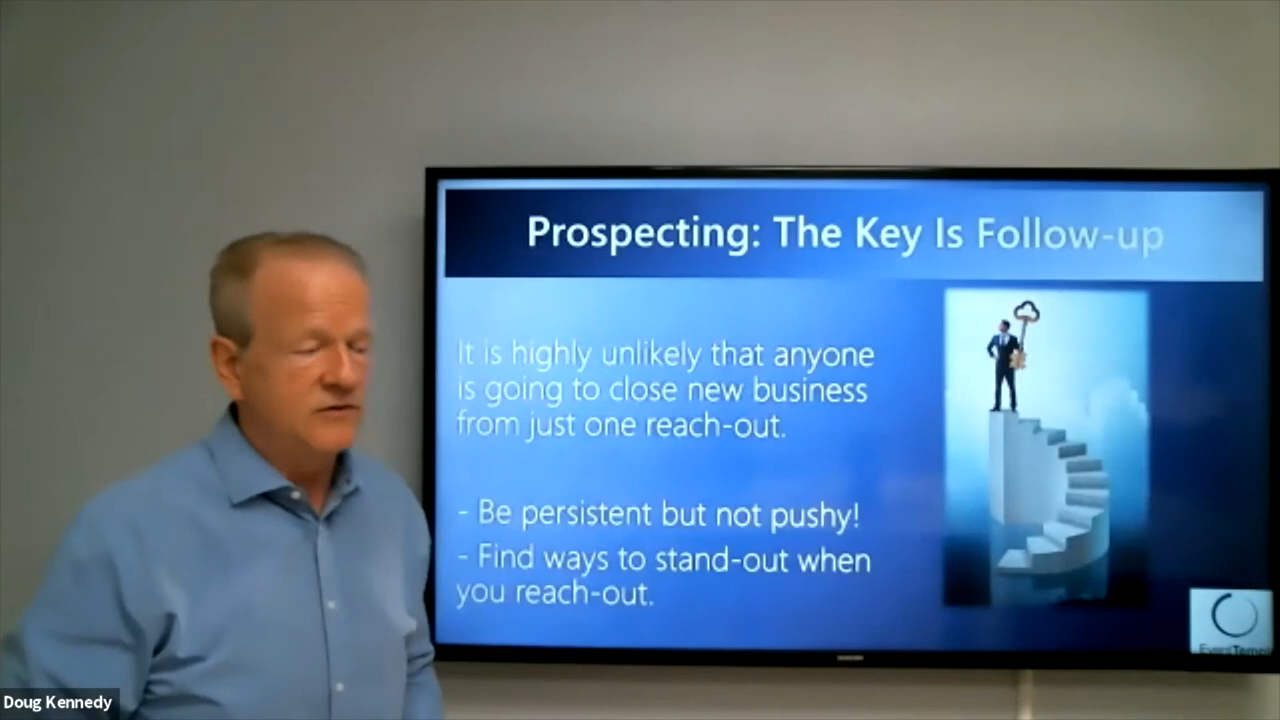 Prospecting: The Key Is Follow-up
It is highly unlikely that anyone
is going to close new business
from just one reach-out.
- Be persistent but not pushy!
- Find ways to stand-out when
you reach-out.
Doug Kennedy